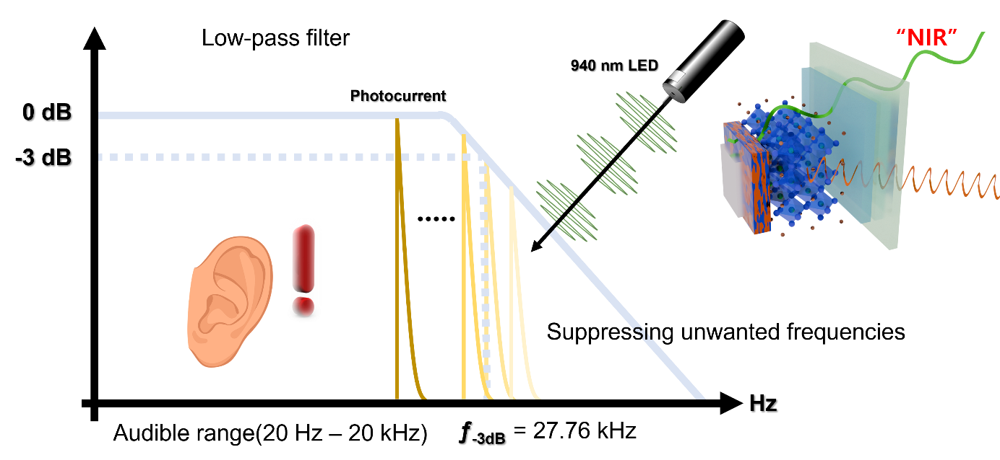 Low-pass filter
“NIR”
940 nm LED
Photocurrent
0 dB
-3 dB
Suppressing unwanted frequencies
Hz
Audible range(20 Hz – 20 kHz)
f-3dB = 27.76 kHz